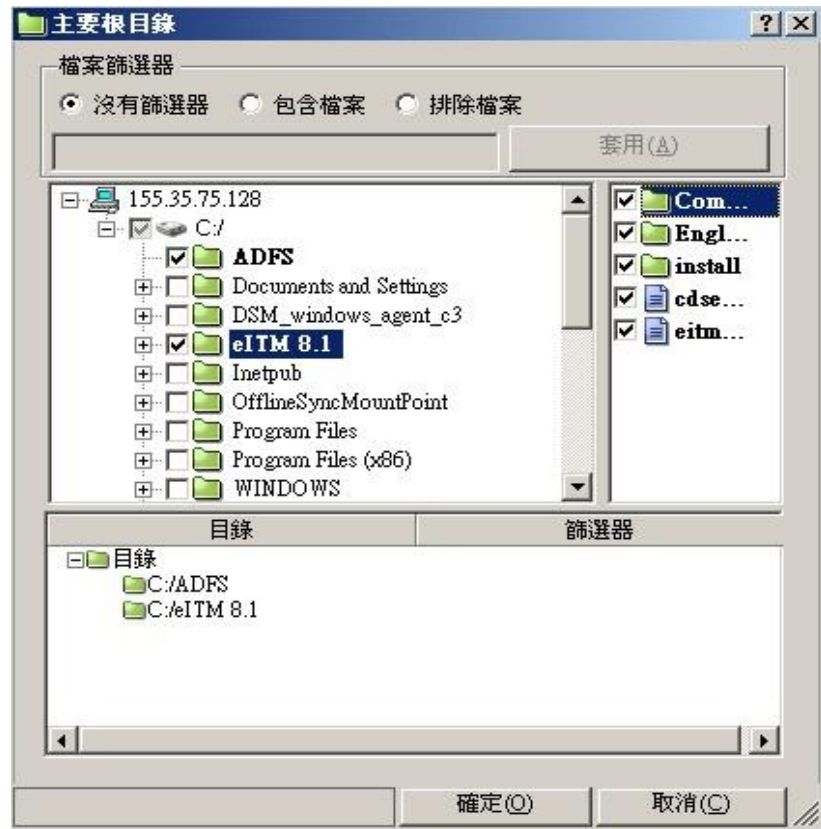 主要根目錄
檔案篩選器
沒有篩選器 包含檔案 排除檔案
套用(A)
155.35.75.128
C:/
ADFS
Documents and Settings
DSM_windows_agent_c3
eITM 8.1
Inetpub
OfflineSyncMountPoint
Program Files
Program Files (x86)
WINDOWS
Com...
Engl...
install
cdse...
eitm...
目錄 篩選器
目錄
C:/ADFS
C:/eITM 8.1
確定(O) 取消(C)